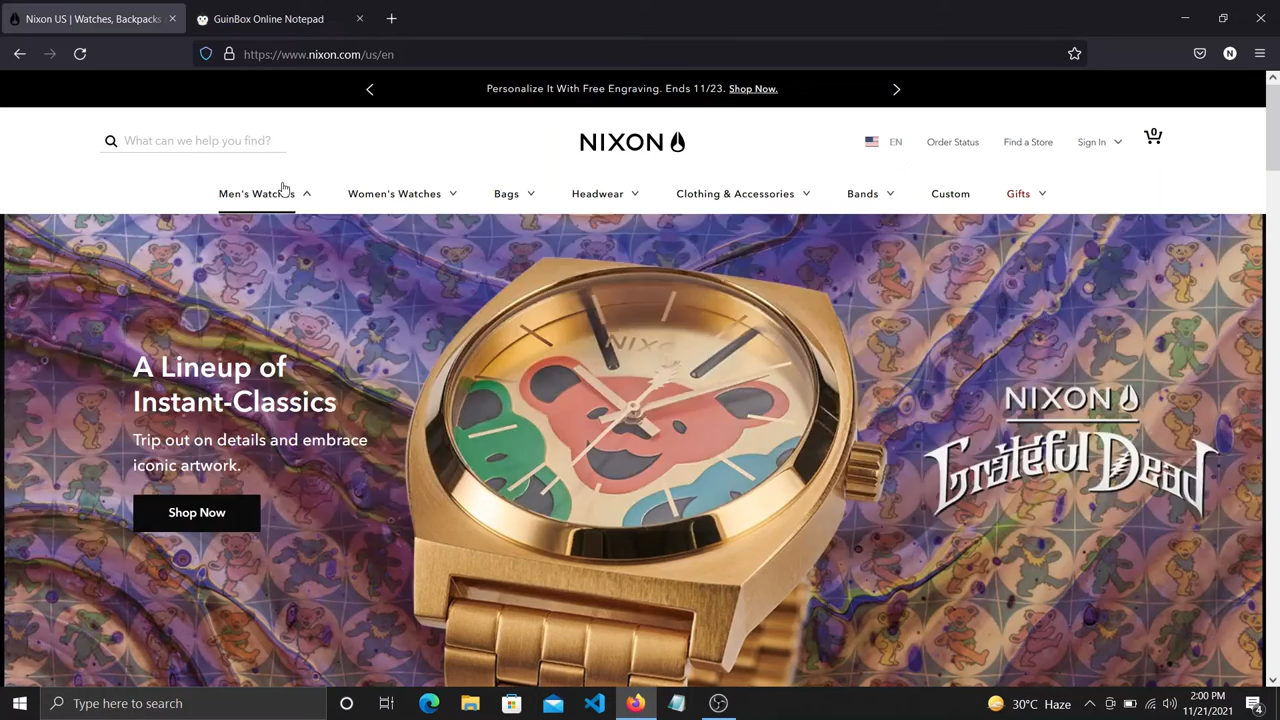 Nixon US | Watches, Backpacks
GuinBox Online Notepad
https://www.nixon.com/us/en
N
Personalize It With Free Engraving. Ends 11/23. Shop Now.
What can we help you find?
NIXON
EN
Order Status
Find a Store
Sign In
0
Men's Watches
Women's Watches
Bags
Headwear
Clothing & Accessories
Bands
Custom
Gifts
NIXON
A Lineup of
Instant-Classics
Trip out on details and embrace
iconic artwork.
Shop Now
NIXON
Grateful Dead
Type here to search
30°C Haze
2:00 PM
11/21/2021
4